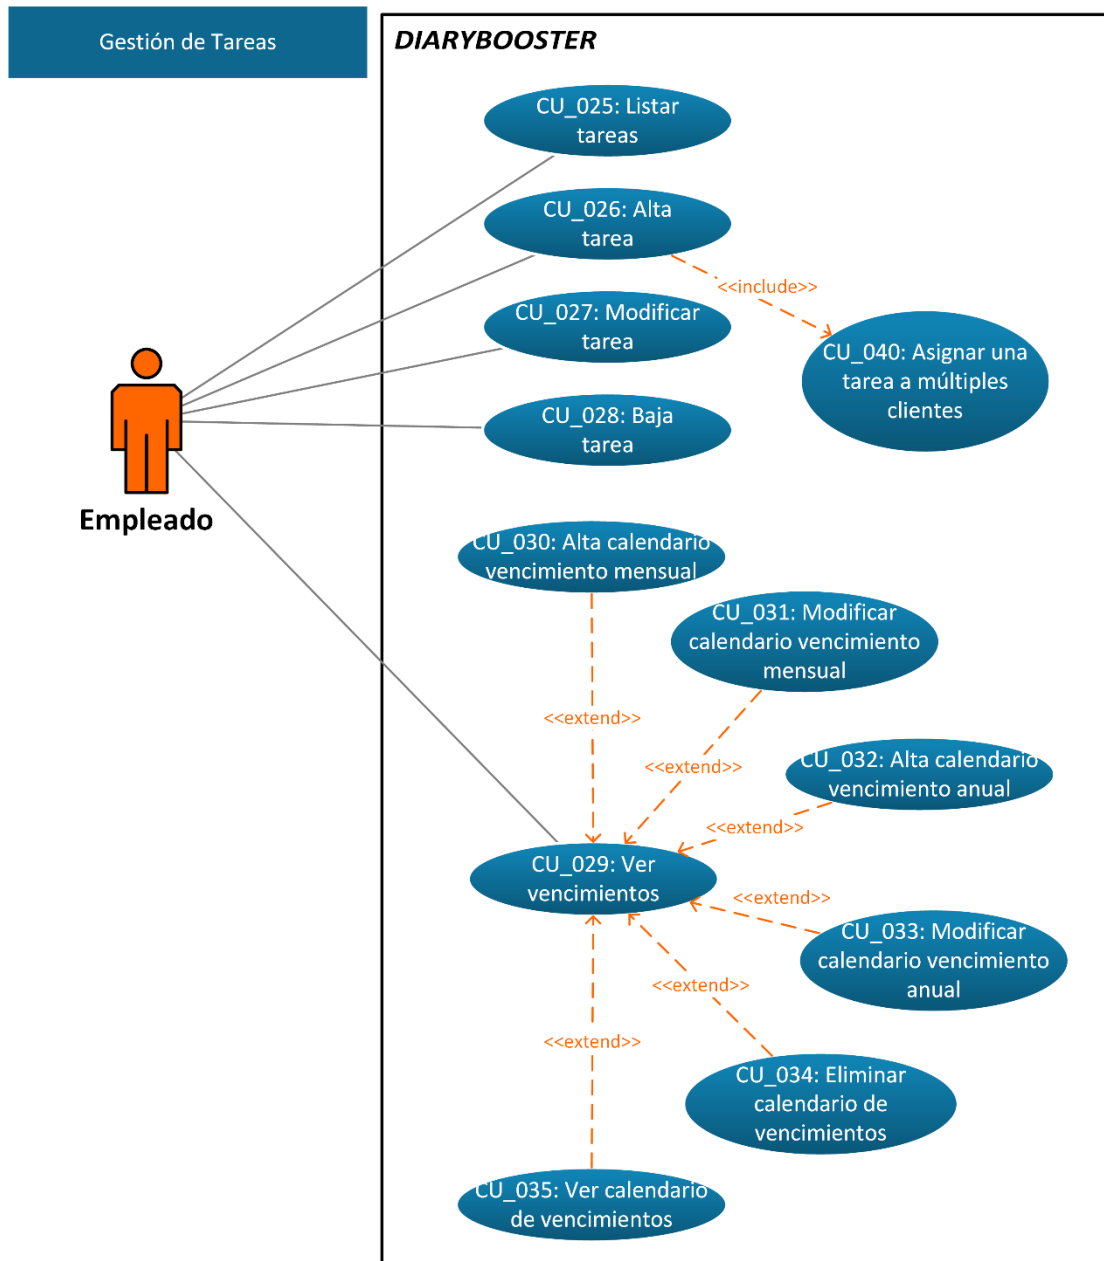 Gestión de Tareas
DIARYBOOSTER
CU_025: Listar
tareas
CU_026: Alta
tarea
<<include>>
CU_027: Modificar
tarea
CU_040: Asignar una
tarea a múltiples
clientes
CU_028: Baja
tarea
Empleado
CU_030: Alta calendario
vencimiento mensual
CU_031: Modificar
calendario vencimiento
mensual
<<extend>>
<<extend>>
CU_032: Alta calendario
vencimiento anual
<<extend>>
CU_029: Ver
vencimientos
<<extend>>
CU_033: Modificar
calendario vencimiento
anual
<<extend>>
<<extend>>
CU_034: Eliminar
calendario de
vencimientos
CU_035: Ver calendario
de vencimientos